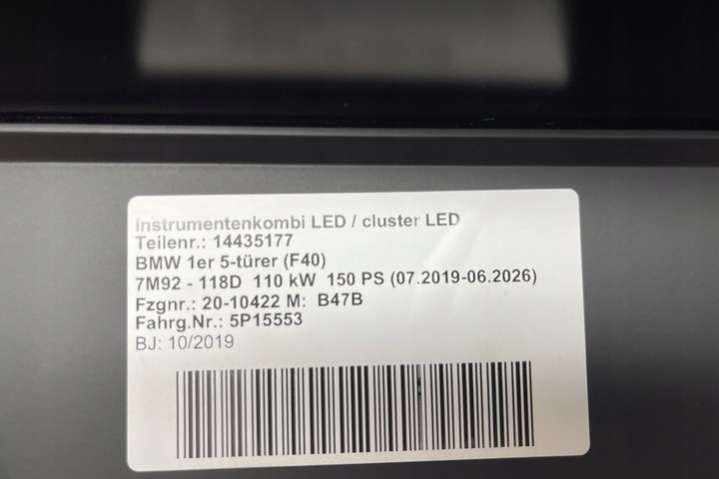 Instrumentenkombi LED / cluster LED
Teilenr.: 14435177
BMW 1er 5-türer (F40)
7M92 - 118D 110 kW 150 PS (07.2019-06.2026)
Fzgnr.: 20-10422 M: B47B
Fahrg.Nr.: 5P15553
BJ: 10/2019